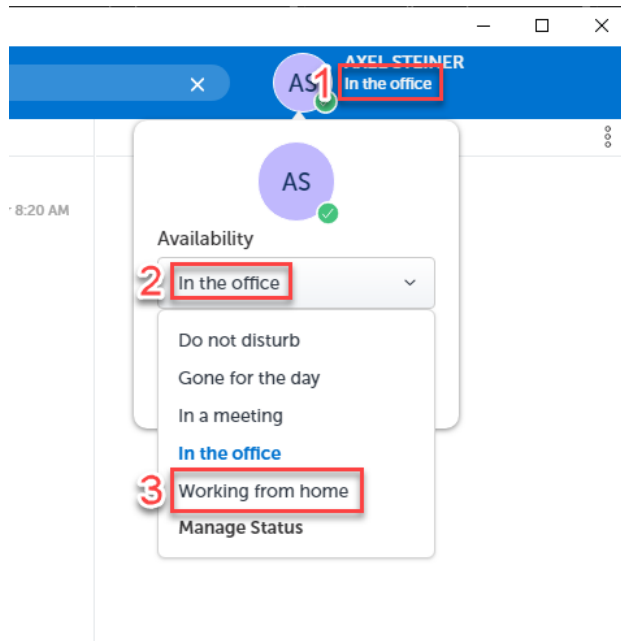 AXEL STEINER
AS
1
In the office
8:20 AM
AS
Availability
2
In the office
Do not disturb
Gone for the day
In a meeting
In the office
3
Working from home
Manage Status